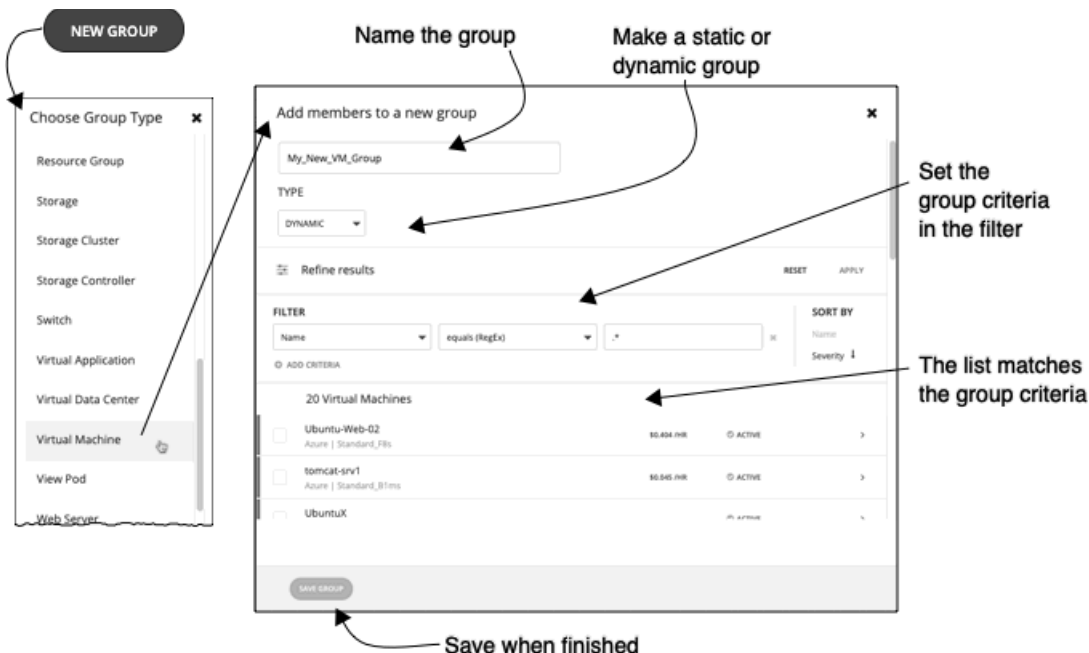 NEW GROUP
Name the group
Make a static or
dynamic group
Choose Group Type
Resource Group
Storage
Storage Cluster
Storage Controller
Switch
Virtual Application
Virtual Data Center
Virtual Machine
View Pod
Web Server
Add members to a new group
My_New_VM_Group
TYPE
DYNAMIC
Refine results
RESET APPLY
FILTER
SORT BY
Name equals (RegEx) .*
Name
Severity
ADD CRITERIA
20 Virtual Machines
Ubuntu-Web-02
Azure | Standard_F8s
$0.404 /HR ACTIVE
tomcat-srv1
Azure | Standard_B1ms
$0.045 /HR ACTIVE
UbuntuX
ACTIVE
SAVE GROUP
Set the
group criteria
in the filter
The list matches
the group criteria
Save when finished